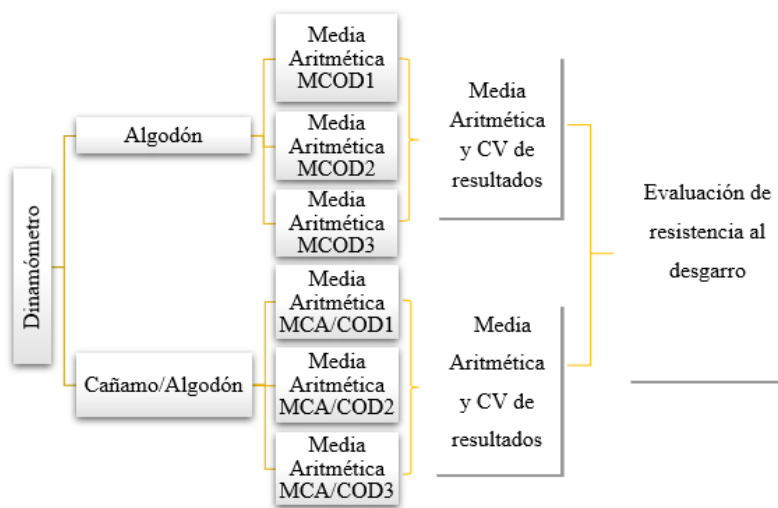 Dinamómetro
Algodón
Cañamo/Algodón
Media
Aritmética
MCOD1
Media
Aritmética
MCOD2
Media
Aritmética
MCOD3
Media
Aritmética
MCA/COD1
Media
Aritmética
MCA/COD2
Media
Aritmética
MCA/COD3
Media
Aritmética
y CV de
resultados
Media
Aritmética
y CV de
resultados
Evaluación de
resistencia al
desgarro